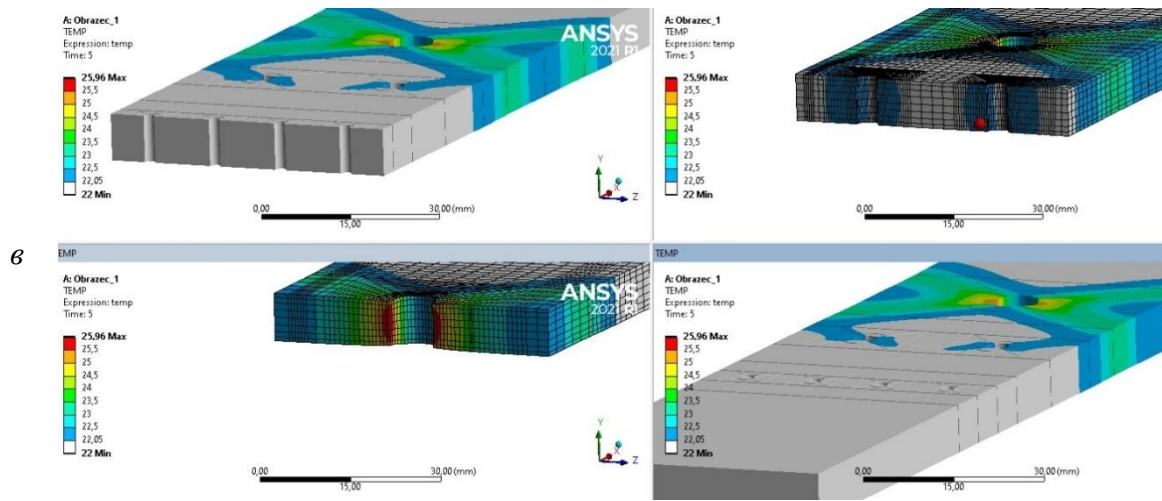 A: Obrazec_1
TEMP
Expression: temp
Time: 5
25,96 Max
25,5
25
24,5
24
23,5
23
22,5
22,05
22 Min
ANSYS
2021 R1
Y
X
Z
0,00
30,00 (mm)
15,00
A: Obrazec_1
TEMP
Expression: temp
Time: 5
25,96 Max
25,5
25
24,5
24
23,5
23
22,5
22,05
22 Min
0,00
30,00 (mm)
15,00
в
EMP
A: Obrazec_1
TEMP
Expression: temp
Time: 5
25,96 Max
25,5
25
24,5
24
23,5
23
22,5
22,05
22 Min
ANSYS
2021 R1
Y
X
Z
0,00
30,00 (mm)
15,00
TEMP
A: Obrazec_1
TEMP
Expression: temp
Time: 5
25,96 Max
25,5
25
24,5
24
23,5
23
22,5
22,05
22 Min
0,00
30,00 (mm)
15,00